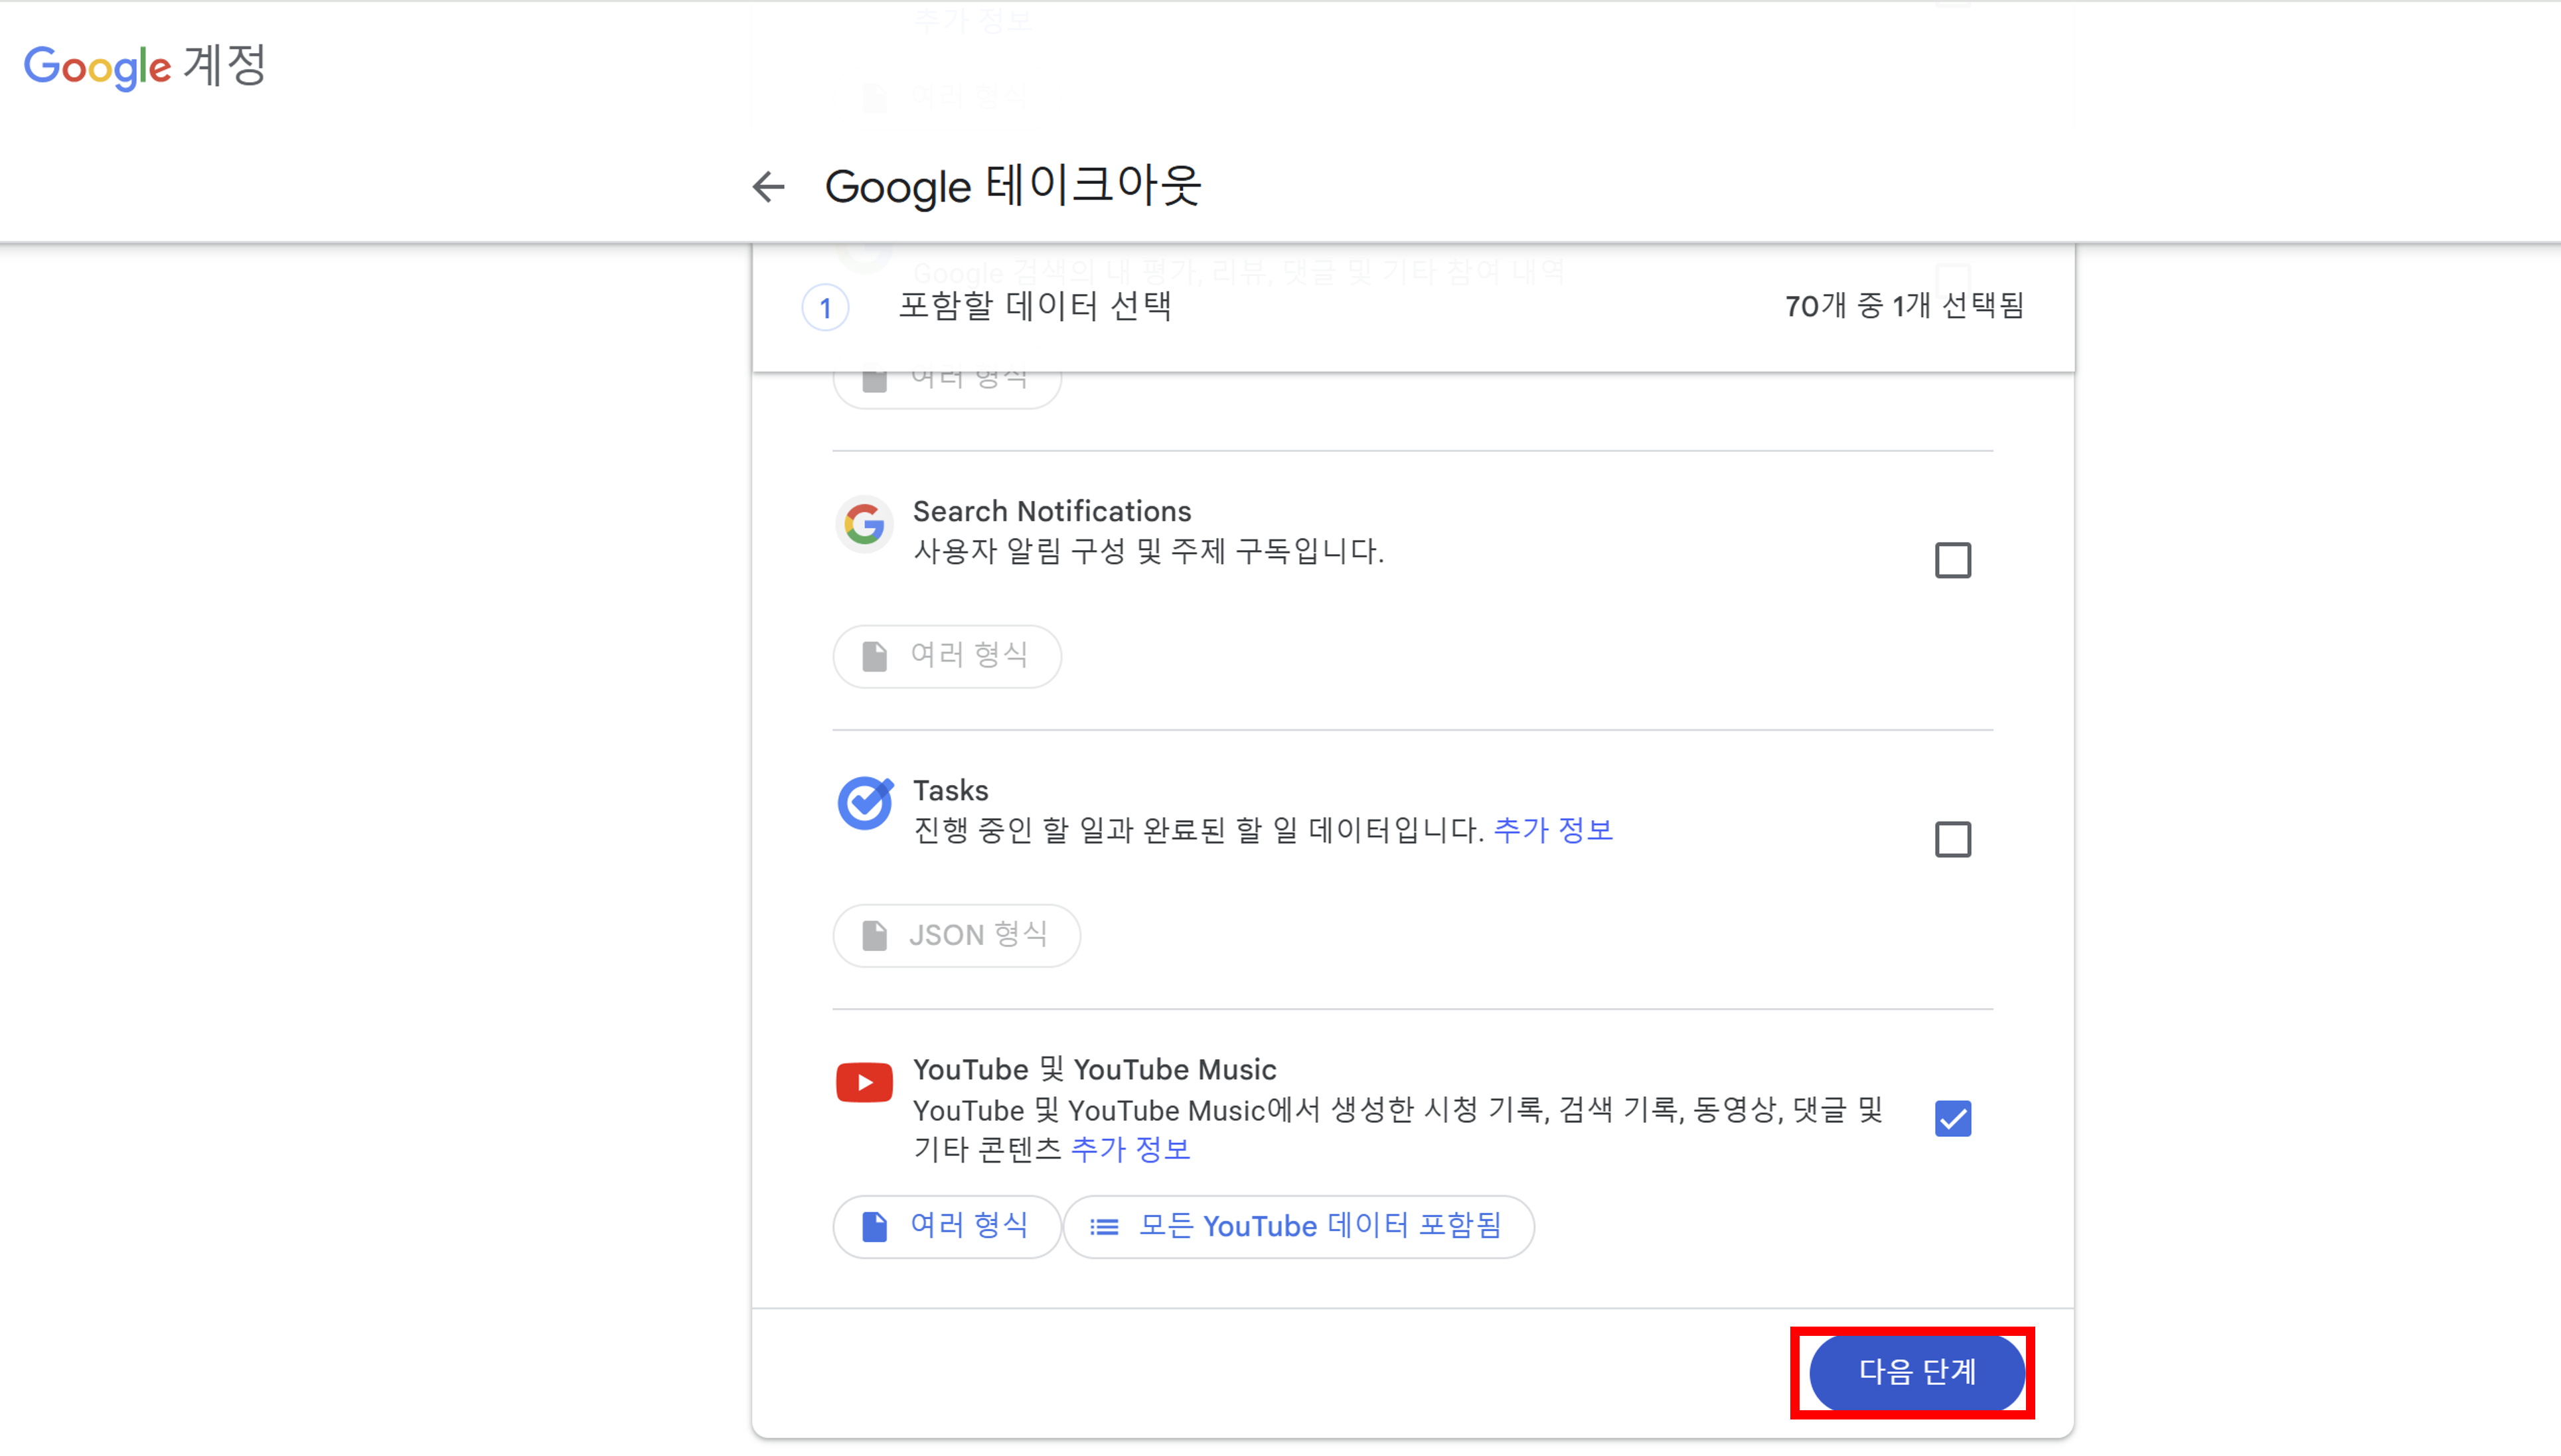 추가 정보
Google 계정
여러 형식
Google 테이크아웃
Google 검색의 내 평가, 리뷰, 댓글 및 기타 참여 내역
1 포함할 데이터 선택 70개 중 1개 선택됨
여러 형식
Search Notifications
사용자 알림 구성 및 주제 구독입니다.
여러 형식
Tasks
진행 중인 할 일과 완료된 할 일 데이터입니다. 추가 정보
JSON 형식
YouTube 및 YouTube Music
YouTube 및 YouTube Music에서 생성한 시청 기록, 검색 기록, 동영상, 댓글 및
기타 콘텐츠 추가 정보
여러 형식 모든 YouTube 데이터 포함됨
다음 단계